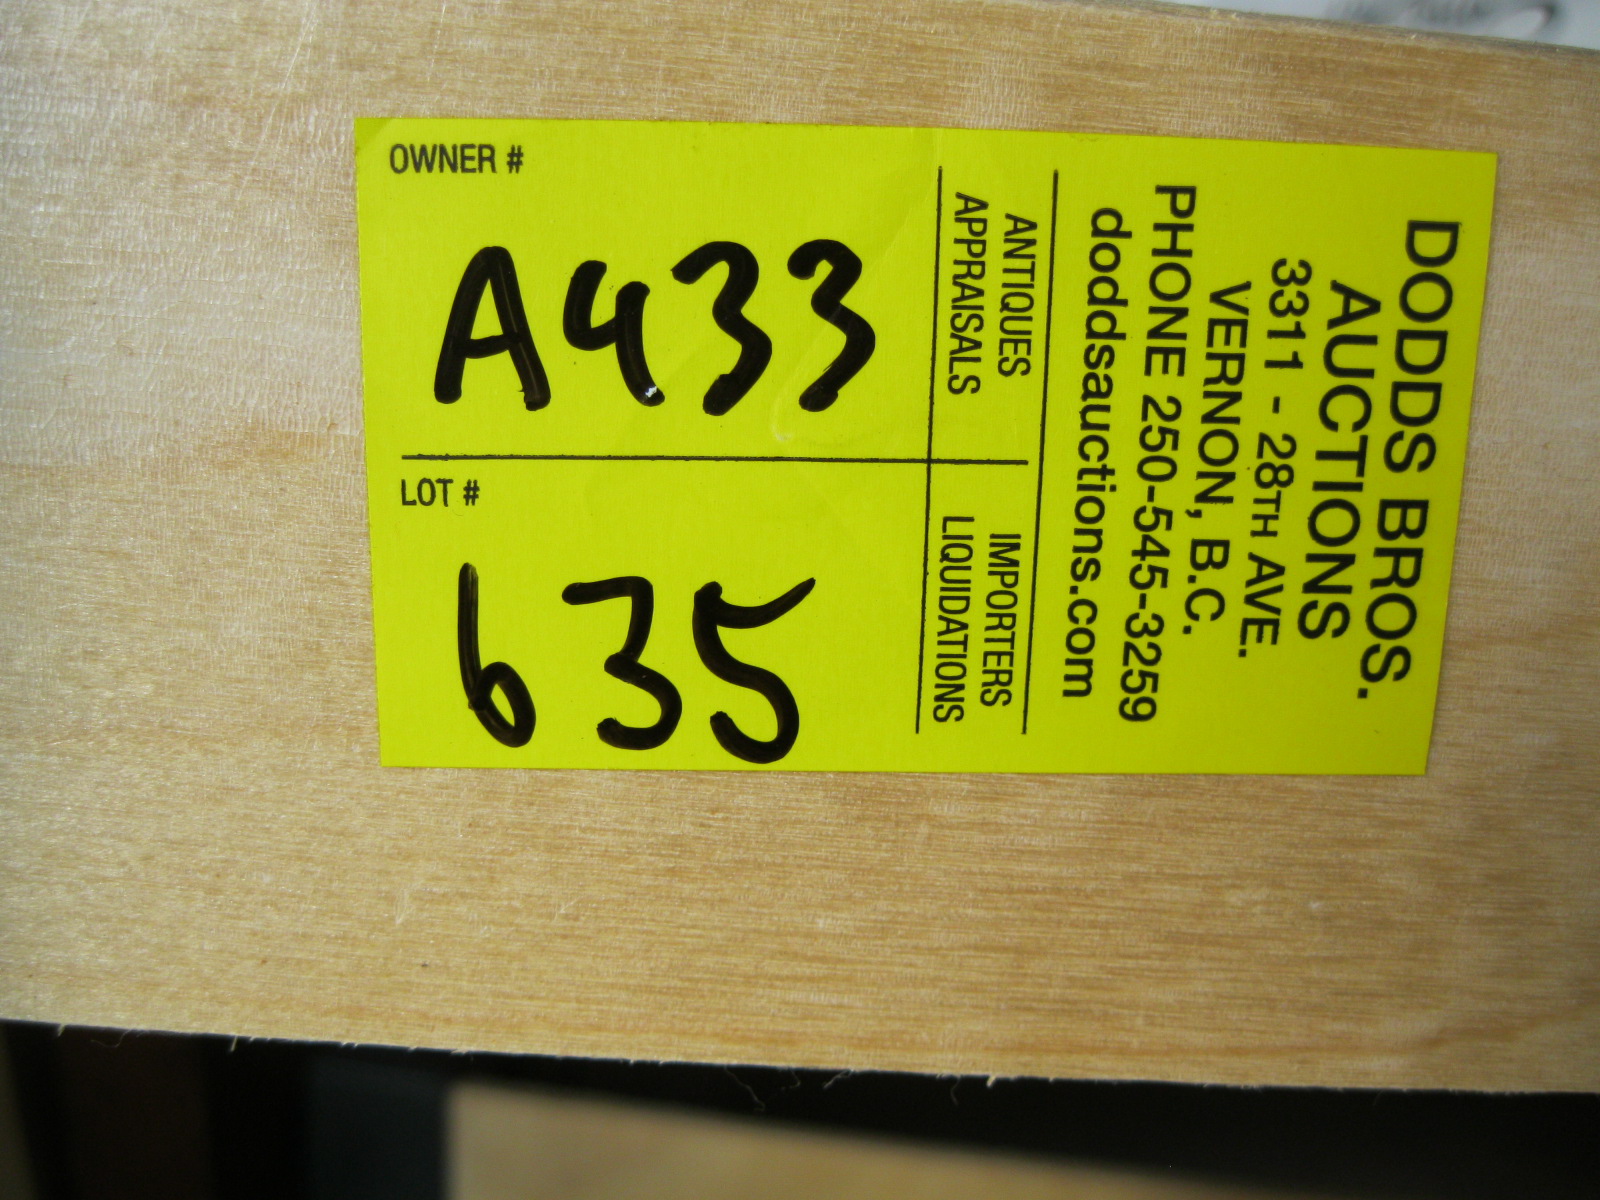 OWNER #
A433
LOT #
635
DODDS BROS.
AUCTIONS
3311 - 28TH AVE.
VERNON, B.C.
PHONE 250-545-3259
doddsauctions.com
ANTIQUES
APPRAISALS
IMPORTERS
LIQUIDATIONS